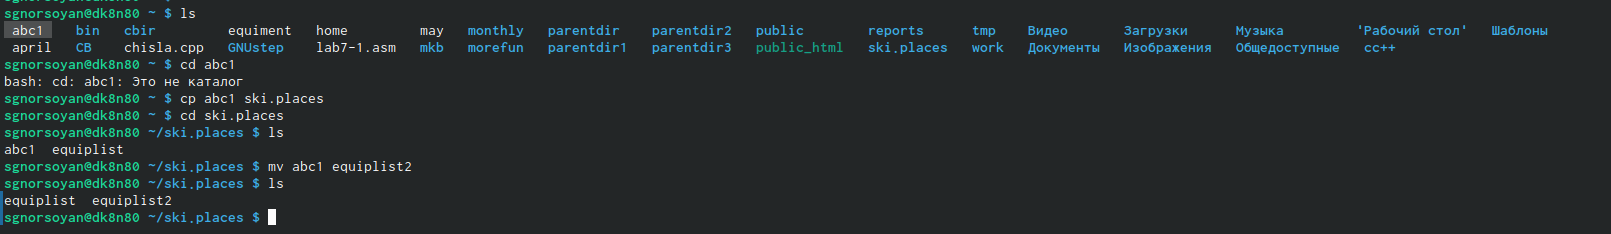 sgnorsoyan@dk8n80 ~ $ ls
abc1 bin cbir equiment home may monthly parentdir parentdir2 public reports tmp Видео Загрузки Музыка 'Рабочий стол' Шаблоны
april CB chisla.cpp GNUstep lab7-1.asm mkb morefun parentdir1 parentdir3 public_html ski.places work Документы Изображения Общедоступные сс++
sgnorsoyan@dk8n80 ~ $ cd abc1
bash: cd: abc1: Это не каталог
sgnorsoyan@dk8n80 ~ $ cp abc1 ski.places
sgnorsoyan@dk8n80 ~ $ cd ski.places
sgnorsoyan@dk8n80 ~/ski.places $ ls
abc1 equiplist
sgnorsoyan@dk8n80 ~/ski.places $ mv abc1 equiplist2
sgnorsoyan@dk8n80 ~/ski.places $ ls
equiplist equiplist2
sgnorsoyan@dk8n80 ~/ski.places $